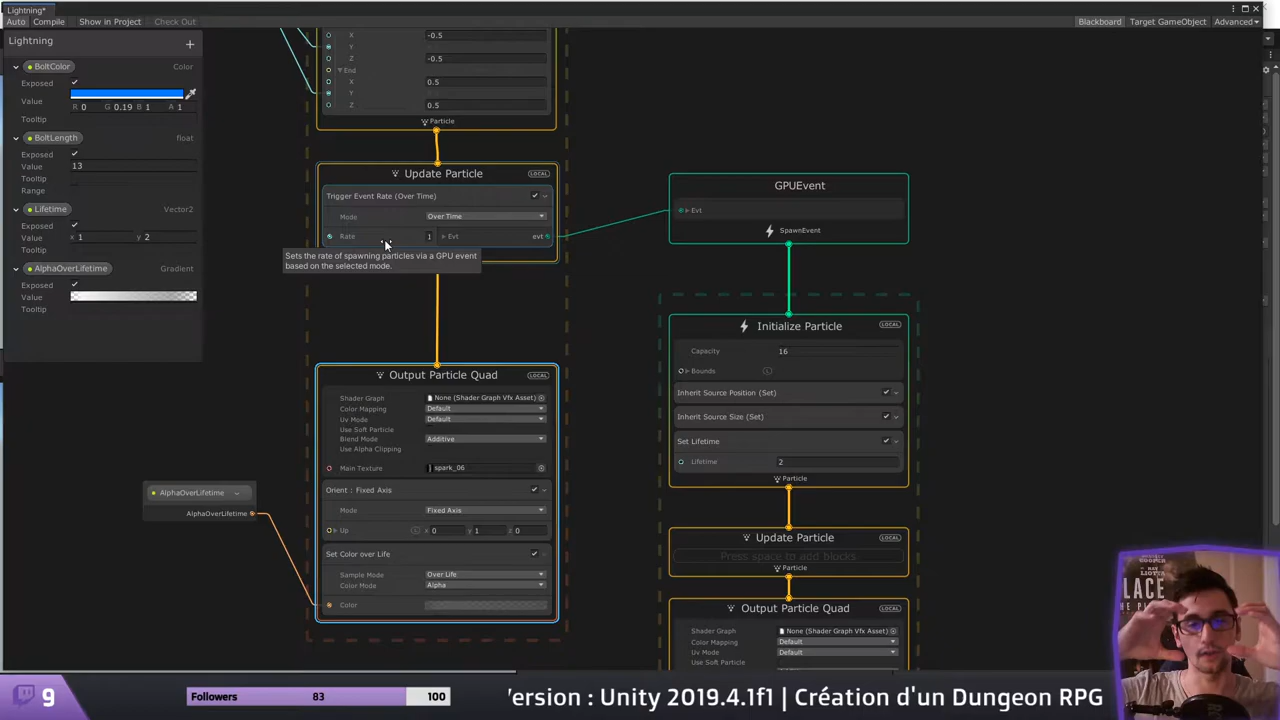 Lightning*
Auto Compile Show in Project Check Out Blackboard Target GameObject Advanced
Lightning
BoltColor Color
Exposed
Value
R 0 G 0.19 B 1 A 1
Tooltip
BoltLength float
Exposed
Value 13
Tooltip
Range
Lifetime Vector2
Exposed
Value x 1 y 2
Tooltip
AlphaOverLifetime Gradient
Exposed
Value
Tooltip
X -0.5
Y
Z -0.5
End
X 0.5
Y
Z 0.5
Particle
Update Particle LOCAL
Trigger Event Rate (Over Time)
Mode Over Time
Rate 1 Evt evt
Sets the rate of spawning particles via a GPU event
based on the selected mode.
Output Particle Quad LOCAL
Shader Graph None (Shader Graph Vfx Asset)
Color Mapping Default
Uv Mode Default
Use Soft Particle
Blend Mode Additive
Use Alpha Clipping
Main Texture spark_06
Orient : Fixed Axis
Mode Fixed Axis
Up L x 0 y 1 z 0
Set Color over Life
Sample Mode Over Life
Color Mode Alpha
Color
AlphaOverLifetime
AlphaOverLifetime
GPUEvent
Evt
SpawnEvent
Initialize Particle LOCAL
Capacity 16
Bounds L
Inherit Source Position (Set)
Inherit Source Size (Set)
Set Lifetime
Lifetime 2
Particle
Update Particle LOCAL
Press space to add blocks
Particle
Output Particle Quad LOCAL
Shader Graph None (Shader Graph Vfx Asset)
Color Mapping Default
Uv Mode Default
Use Soft Particle
LACE
THE PI
9 Followers 83 100 Version : Unity 2019.4.1f1 | Création d'un Dungeon RPG